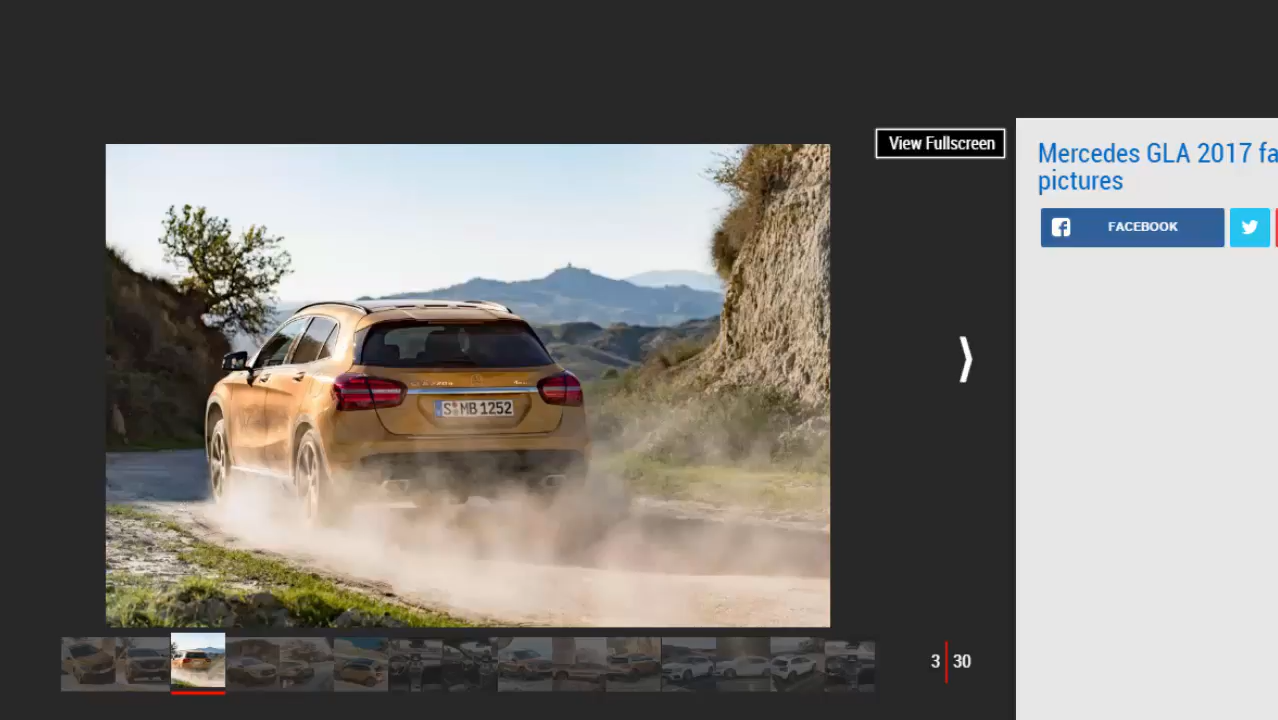 View Fullscreen
Mercedes GLA 2017 fa
pictures
FACEBOOK
S MB 1252
3 30